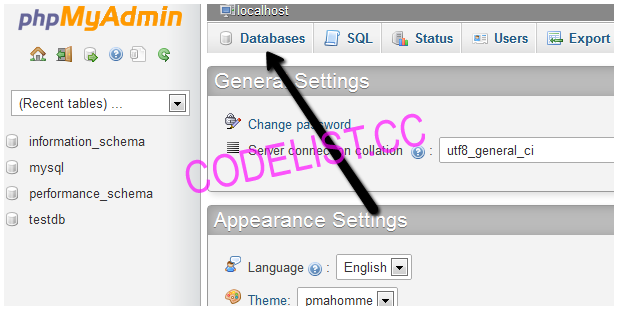 phpMyAdmin
(Recent tables) ...
information_schema
mysql
performance_schema
testdb
localhost
Databases
SQL
Status
Users
Export
General Settings
Change password
Server connection collation :
utf8_general_ci
CODELIST.CC
Appearance Settings
Language :
English
Theme:
pmahomme